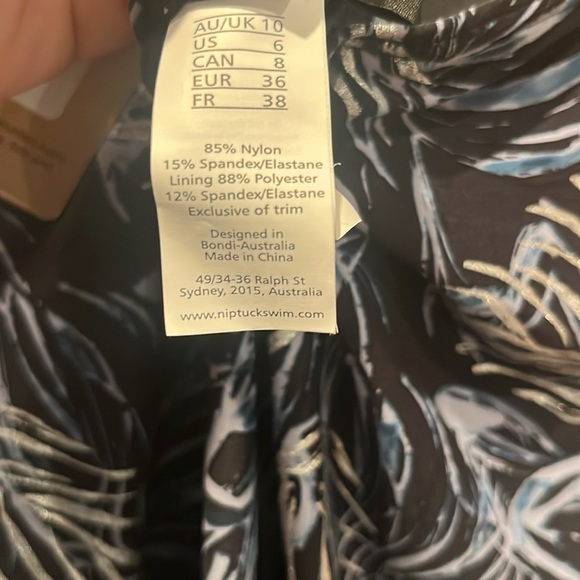 AU/UK 10
US 6
CAN 8
EUR 36
FR 38
85% Nylon
15% Spandex/Elastane
Lining 88% Polyester
12% Spandex/Elastane
Exclusive of trim
Designed in
Bondi-Australia
Made in China
49/34-36 Ralph St
Sydney, 2015, Australia
www.niptuckswim.com